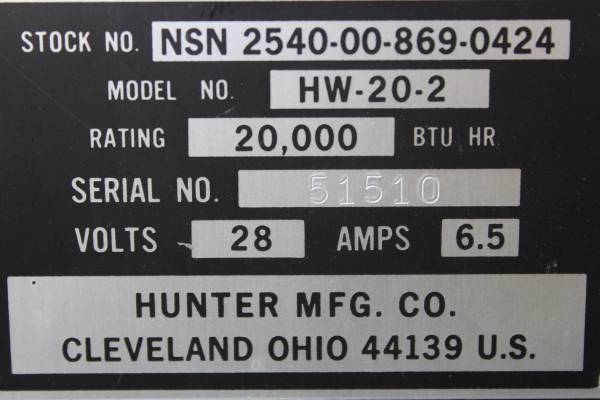 STOCK NO. NSN 2540-00-869-0424
MODEL NO. HW-20-2
RATING 20,000 BTU HR
SERIAL NO. 51510
VOLTS 28 AMPS 6.5
HUNTER MFG. CO.
CLEVELAND OHIO 44139 U.S.